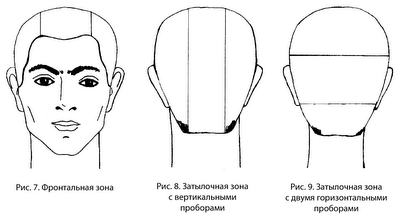 Рис. 7. Фронтальная зона
Рис. 8. Затылочная зона
с вертикальными
проборами
Рис. 9. Затылочная зона
с двумя горизонтальными
проборами